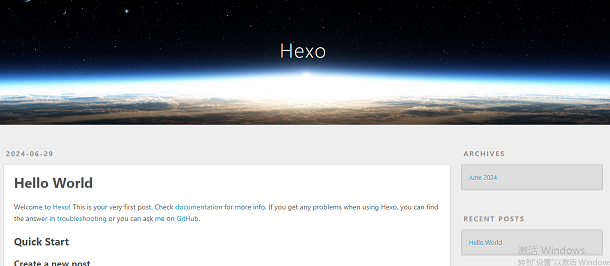 Hexo
2024-06-29
Hello World
Welcome to Hexo! This is your very first post. Check documentation for more info. If you get any problems when using Hexo, you can find
the answer in troubleshooting or you can ask me on GitHub.
Quick Start
Create a new post
ARCHIVES
June 2024
RECENT POSTS
Hello World
激活 Windows
转到"设置"以激活 Windows